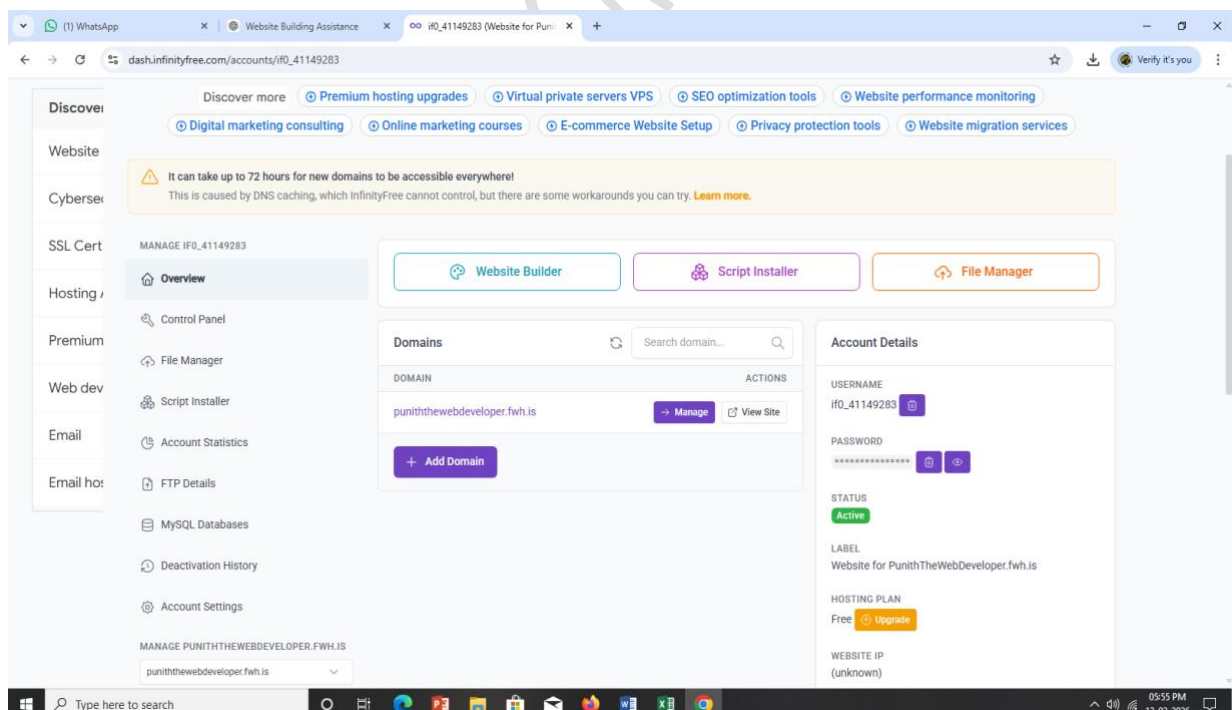 (1) WhatsApp
Website Building Assistance
if0_41149283 (Website for Puni
dash.infinityfree.com/accounts/if0_41149283
Verify it's you
Discover more
Premium hosting upgrades
Virtual private servers VPS
SEO optimization tools
Website performance monitoring
Digital marketing consulting
Online marketing courses
E-commerce Website Setup
Privacy protection tools
Website migration services
Discover
Website
Cybersec
SSL Cert
Hosting
Premium
Web dev
Email
Email hos
It can take up to 72 hours for new domains to be accessible everywhere!
This is caused by DNS caching, which InfinityFree cannot control, but there are some workarounds you can try. Learn more.
MANAGE IF0_41149283
Overview
Control Panel
File Manager
Script Installer
Account Statistics
FTP Details
MySQL Databases
Deactivation History
Account Settings
MANAGE PUNITHTHEWEBDEVELOPER.FWH.IS
puniththewebdeveloper.fwh.is
Website Builder
Script Installer
File Manager
Domains
Search domain...
DOMAIN ACTIONS
puniththewebdeveloper.fwh.is Manage View Site
+ Add Domain
Account Details
USERNAME
if0_41149283
PASSWORD
***************
STATUS
Active
LABEL
Website for PunithTheWebDeveloper.fwh.is
HOSTING PLAN
Free Upgrade
WEBSITE IP
(unknown)
Type here to search
05:55 PM